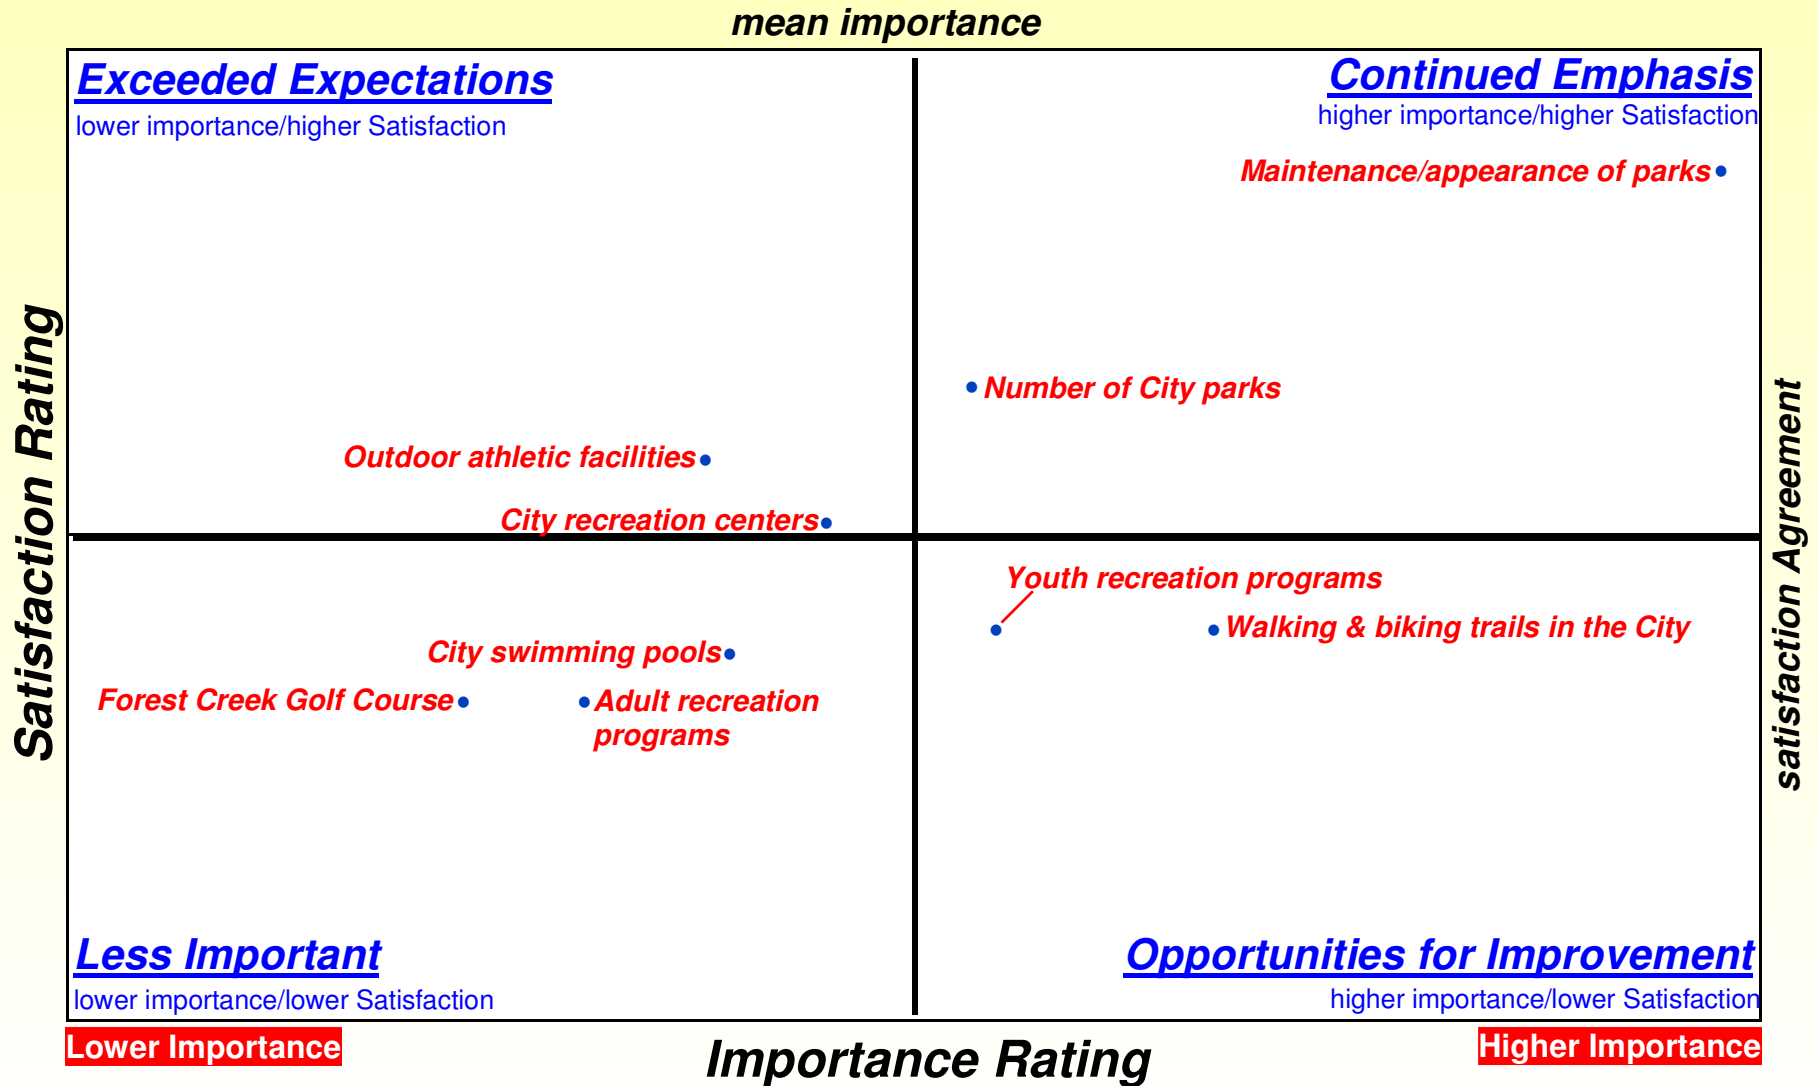 mean importance
Exceeded Expectations
lower importance/higher Satisfaction
Continued Emphasis
higher importance/higher Satisfaction
Maintenance/appearance of parks
Number of City parks
Outdoor athletic facilities
City recreation centers
Satisfaction Rating
satisfaction Agreement
Youth recreation programs
Walking & biking trails in the City
City swimming pools
Forest Creek Golf Course
Adult recreation
programs
Less Important
lower importance/lower Satisfaction
Opportunities for Improvement
higher importance/lower Satisfaction
Lower Importance
Importance Rating
Higher Importance